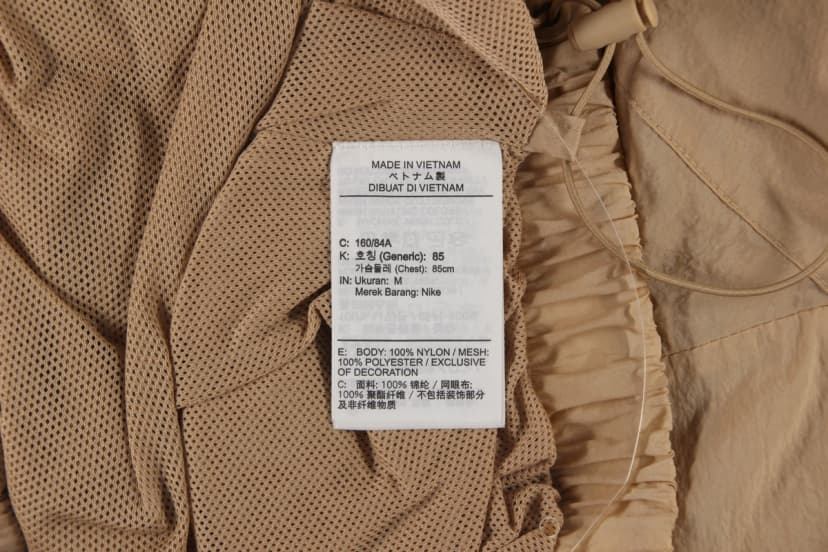 MADE IN VIETNAM
ベトナム製
DIBUAT DI VIETNAM
C: 160/84A
K: 호칭 (Generic): 85
가슴둘레 (Chest): 85cm
IN: Ukuran: M
Merek Barang: Nike
E: BODY: 100% NYLON / MESH:
100% POLYESTER / EXCLUSIVE
OF DECORATION
C: 面料: 100% 锦纶 / 网眼布:
100% 聚酯纤维 / 不包括装饰部分
及非纤维物质